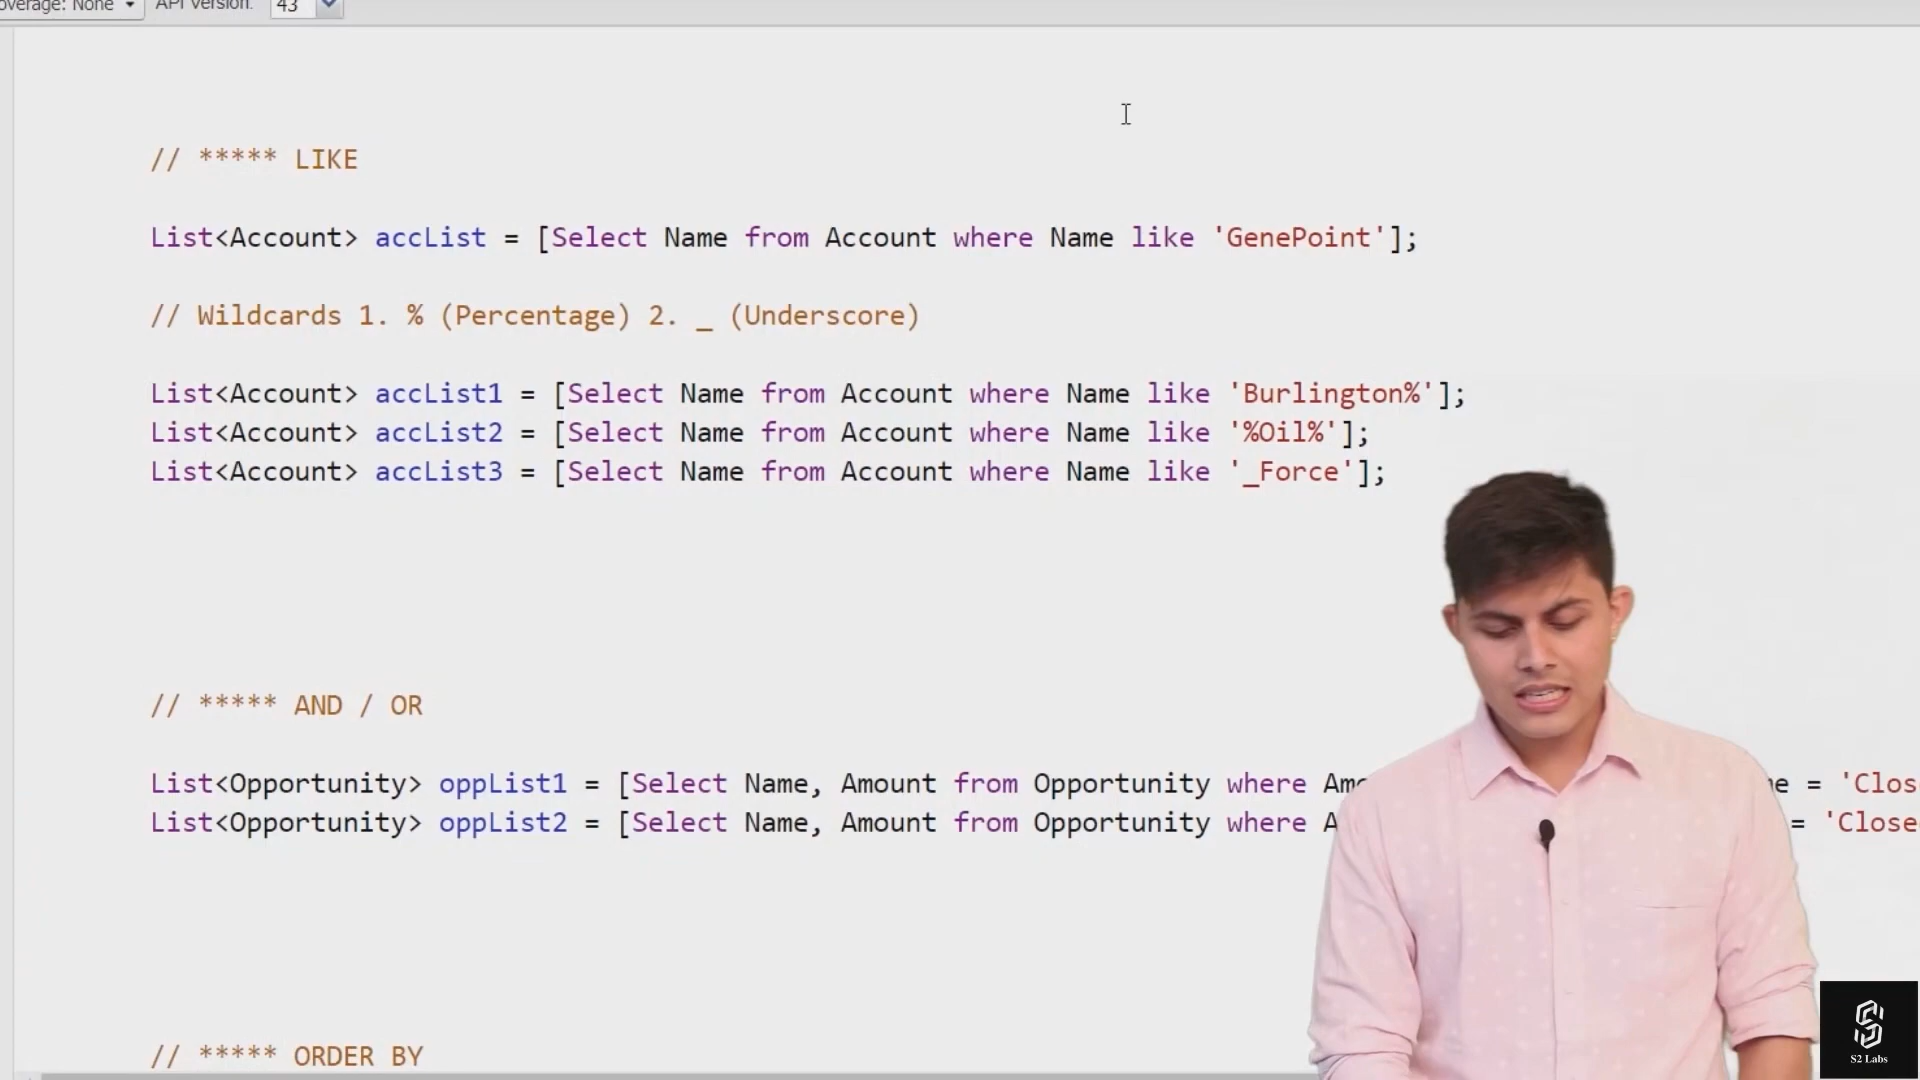 overage: None API Version: 43
// ***** LIKE
List<Account> accList = [Select Name from Account where Name like 'GenePoint'];
// Wildcards 1. % (Percentage) 2. _ (Underscore)
List<Account> accList1 = [Select Name from Account where Name like 'Burlington%'];
List<Account> accList2 = [Select Name from Account where Name like '%Oil%'];
List<Account> accList3 = [Select Name from Account where Name like '_Force'];
// ***** AND / OR
List<Opportunity> oppList1 = [Select Name, Amount from Opportunity where Am e = 'Clos
List<Opportunity> oppList2 = [Select Name, Amount from Opportunity where A = 'Close
// ***** ORDER BY
S2 Labs